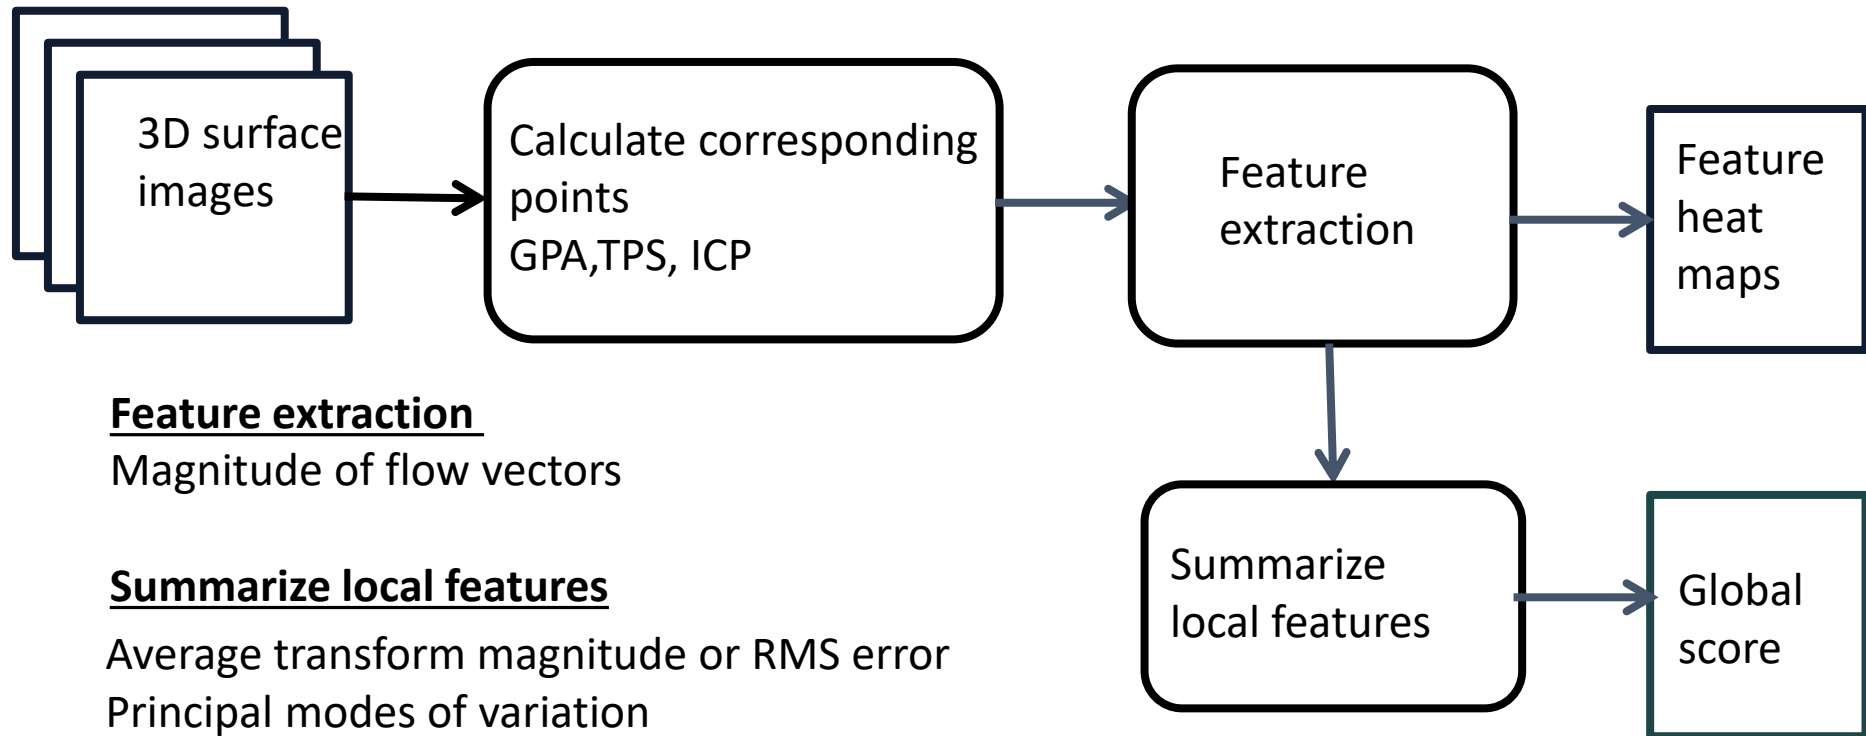 3D surface
images
Calculate corresponding
points
GPA,TPS, ICP
Feature
extraction
Feature
heat
maps
Feature extraction
Magnitude of flow vectors
Summarize local features
Average transform magnitude or RMS error
Principal modes of variation
Summarize
local features
Global
score